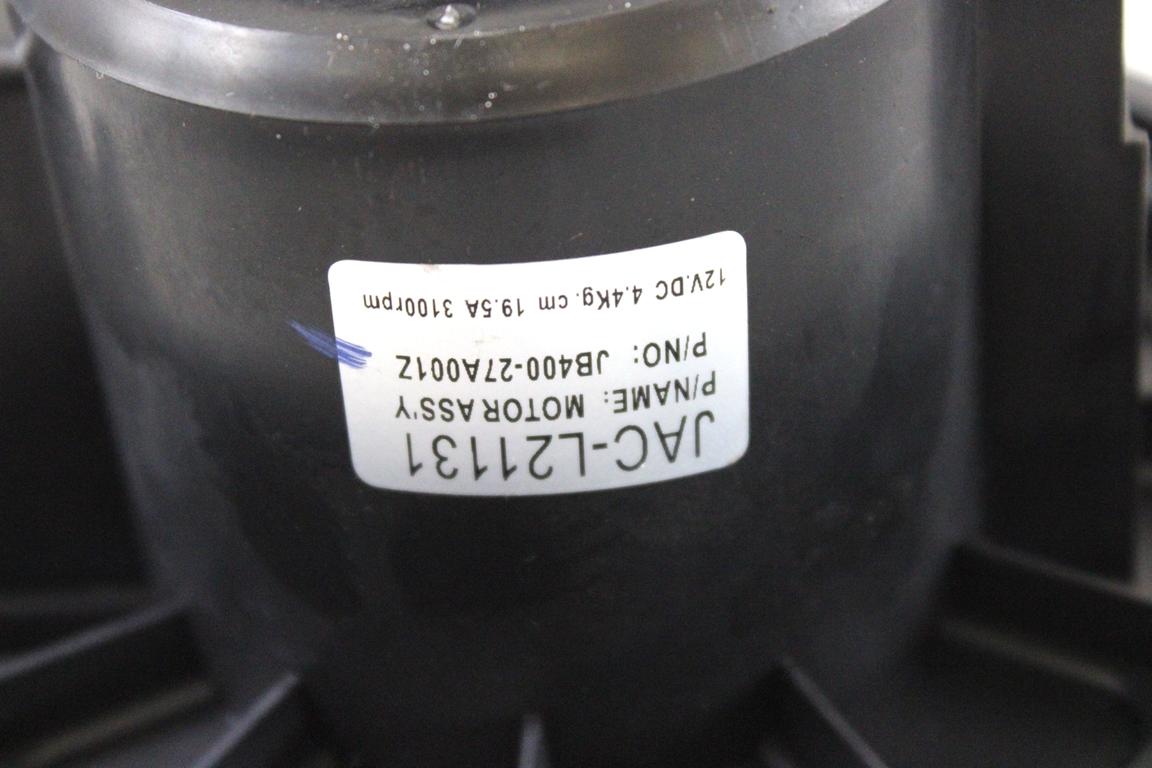 JAC-L21131
P/NAME: MOTOR ASS'Y
P/NO: JB400-27A001Z
12V.DC 4.4Kg.cm 19.5A 3100rpm